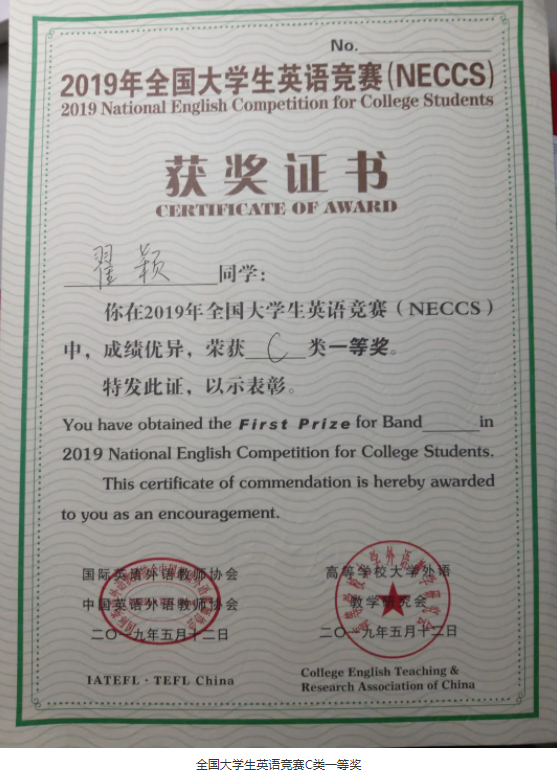 No.
2019年全国大学生英语竞赛(NECCS)
2019 National English Competition for College Students
获奖证书
CERTIFICATE OF AWARD
翟颖 同学：
你在2019年全国大学生英语竞赛（NECCS）
中，成绩优异，荣获 C 类一等奖。
特发此证，以示表彰。
You have obtained the First Prize for Band in
2019 National English Competition for College Students.
This certificate of commendation is hereby awarded
to you as an encouragement.
国际英语外语教师协会
中国英语外语教师协会
二〇一九年五月十二日
IATEFL · TEFL China
高等学校大学外语
教学研究会
二〇一九年五月十二日
College English Teaching &
Research Association of China
全国大学生英语竞赛C类一等奖